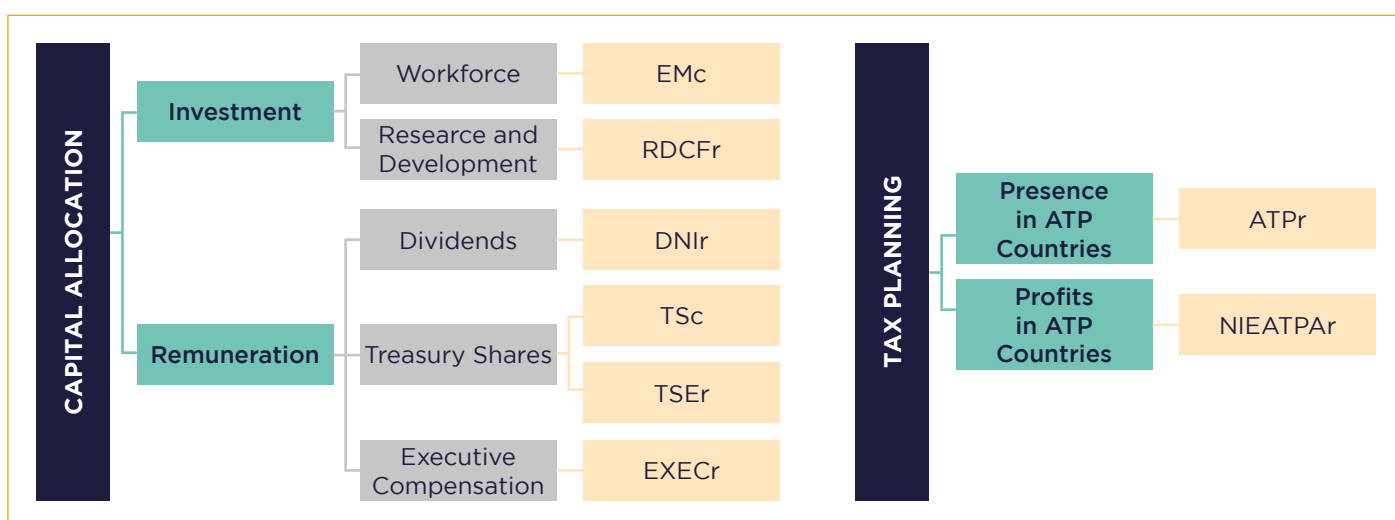 CAPITAL ALLOCATION
Investment
Workforce
EMc
Researce and
Development
RDCFr
Remuneration
Dividends
DNIr
Treasury Shares
TSc
TSEr
Executive
Compensation
EXECr
TAX PLANNING
Presence
in ATP
Countries
ATPr
Profits
in ATP
Countries
NIEATPAr